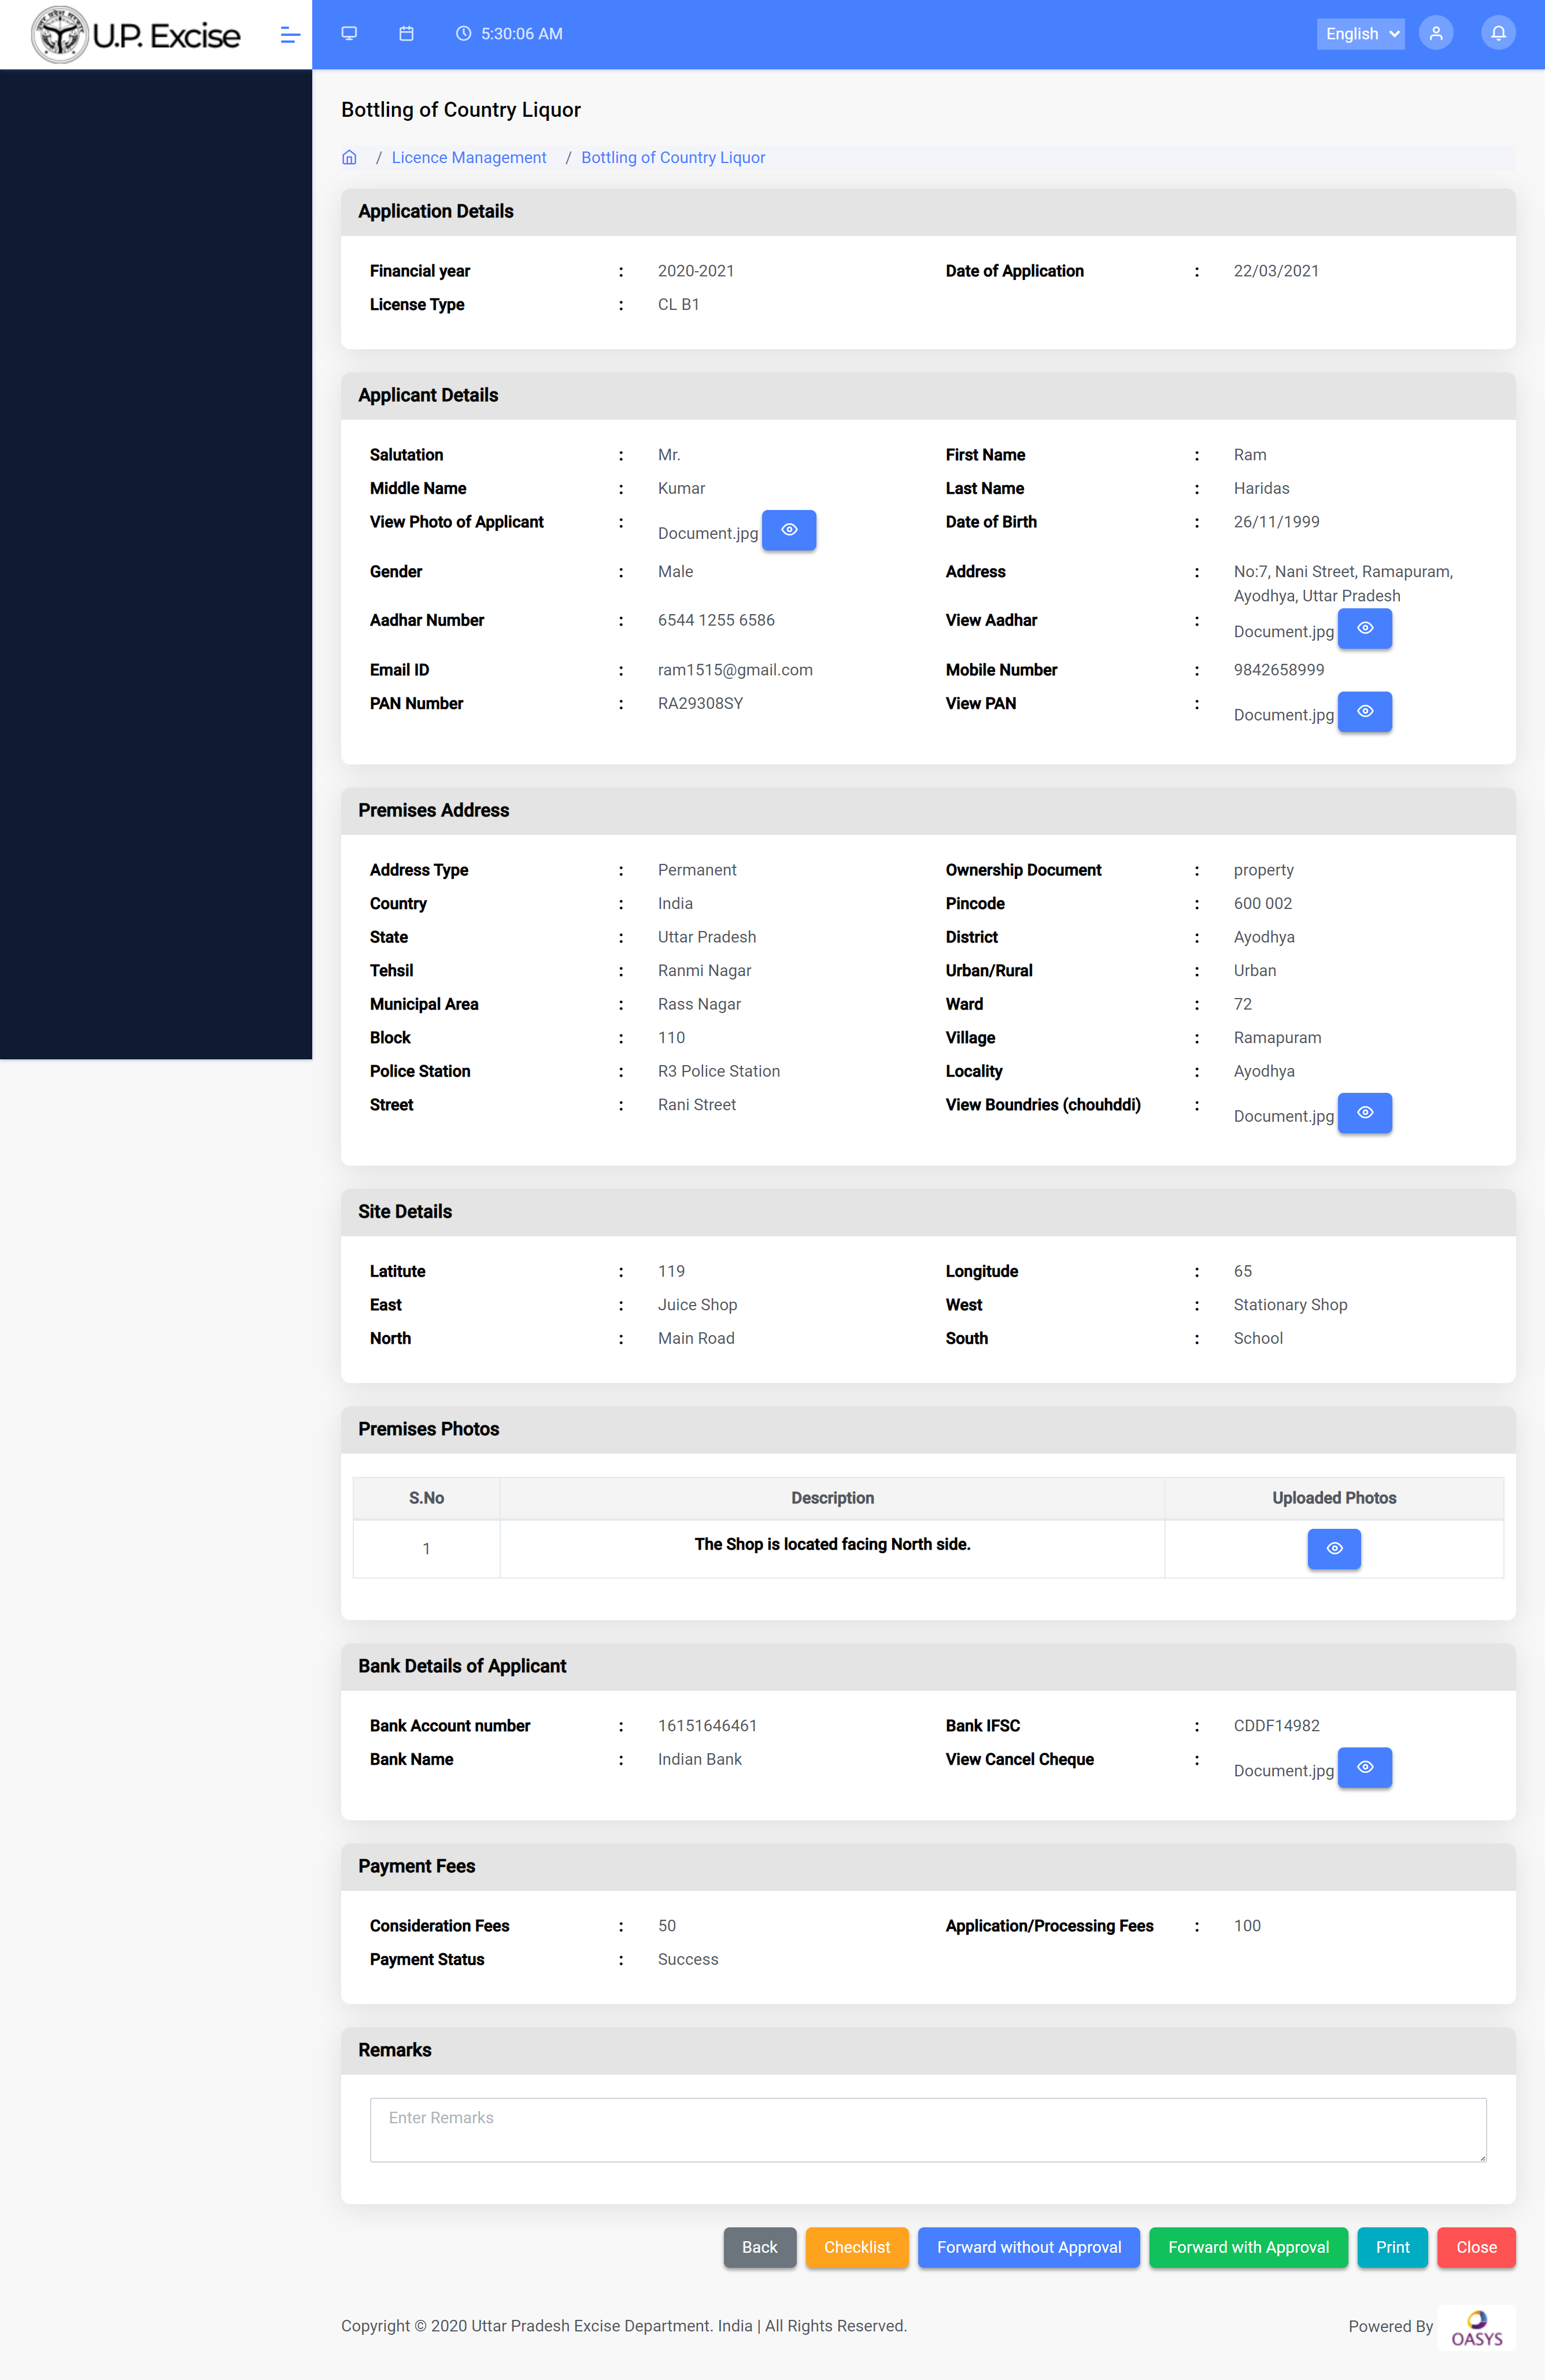 U.P. Excise
5:30:06 AM
English
Bottling of Country Liquor
/ Licence Management / Bottling of Country Liquor
Application Details
Financial year : 2020-2021 Date of Application : 22/03/2021
License Type : CL B1
Applicant Details
Salutation : Mr. First Name : Ram
Middle Name : Kumar Last Name : Haridas
View Photo of Applicant : Document.jpg Date of Birth : 26/11/1999
Gender : Male Address : No:7, Nani Street, Ramapuram,
Ayodhya, Uttar Pradesh
Aadhar Number : 6544 1255 6586 View Aadhar : Document.jpg
Email ID : ram1515@gmail.com Mobile Number : 9842658999
PAN Number : RA29308SY View PAN : Document.jpg
Premises Address
Address Type : Permanent Ownership Document : property
Country : India Pincode : 600 002
State : Uttar Pradesh District : Ayodhya
Tehsil : Ranmi Nagar Urban/Rural : Urban
Municipal Area : Rass Nagar Ward : 72
Block : 110 Village : Ramapuram
Police Station : R3 Police Station Locality : Ayodhya
Street : Rani Street View Boundries (chouhddi) : Document.jpg
Site Details
Latitute : 119 Longitude : 65
East : Juice Shop West : Stationary Shop
North : Main Road South : School
Premises Photos
S.No Description Uploaded Photos
1 The Shop is located facing North side.
Bank Details of Applicant
Bank Account number : 16151646461 Bank IFSC : CDDF14982
Bank Name : Indian Bank View Cancel Cheque : Document.jpg
Payment Fees
Consideration Fees : 50 Application/Processing Fees : 100
Payment Status : Success
Remarks
Enter Remarks
Back Checklist Forward without Approval Forward with Approval Print Close
Copyright © 2020 Uttar Pradesh Excise Department. India | All Rights Reserved. Powered By OASYS